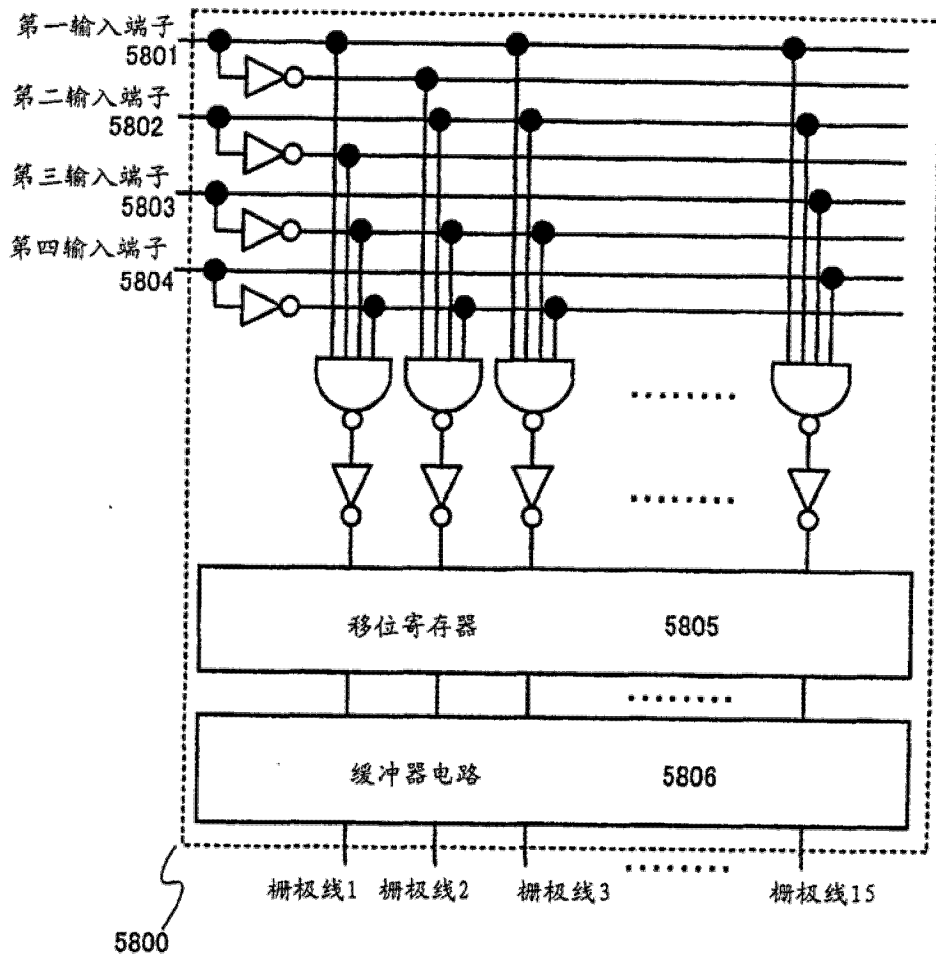 第一输入端子
5801
第二输入端子
5802
第三输入端子
5803
第四输入端子
5804
移位寄存器 5805
缓冲器电路 5806
栅极线1 栅极线2 栅极线3 栅极线15
5800